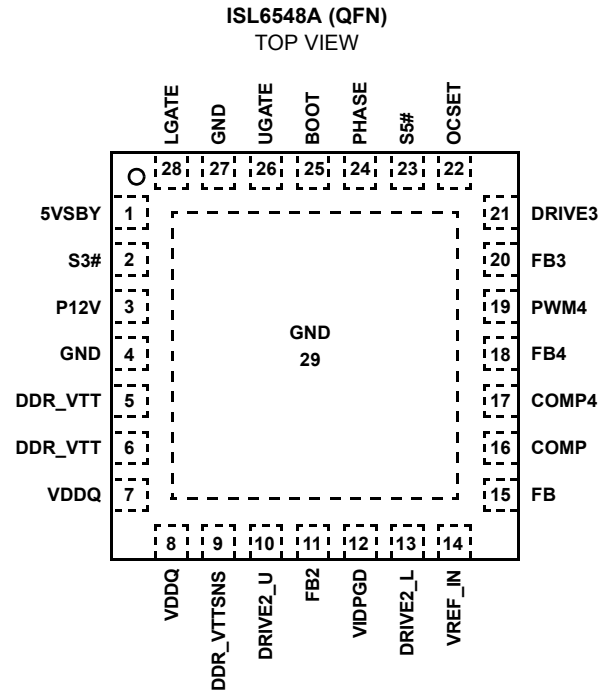 ISL6548A (QFN)
TOP VIEW
LGATE
GND
UGATE
BOOT
PHASE
S5#
OCSET
28
27
26
25
24
23
22
5VSBY
1
21
DRIVE3
S3#
2
20
FB3
P12V
3
19
PWM4
GND
4
GND
29
18
FB4
DDR_VTT
5
17
COMP4
DDR_VTT
6
16
COMP
VDDQ
7
15
FB
8
9
10
11
12
13
14
VDDQ
DDR_VTTSNS
DRIVE2_U
FB2
VIDPGD
DRIVE2_L
VREF_IN